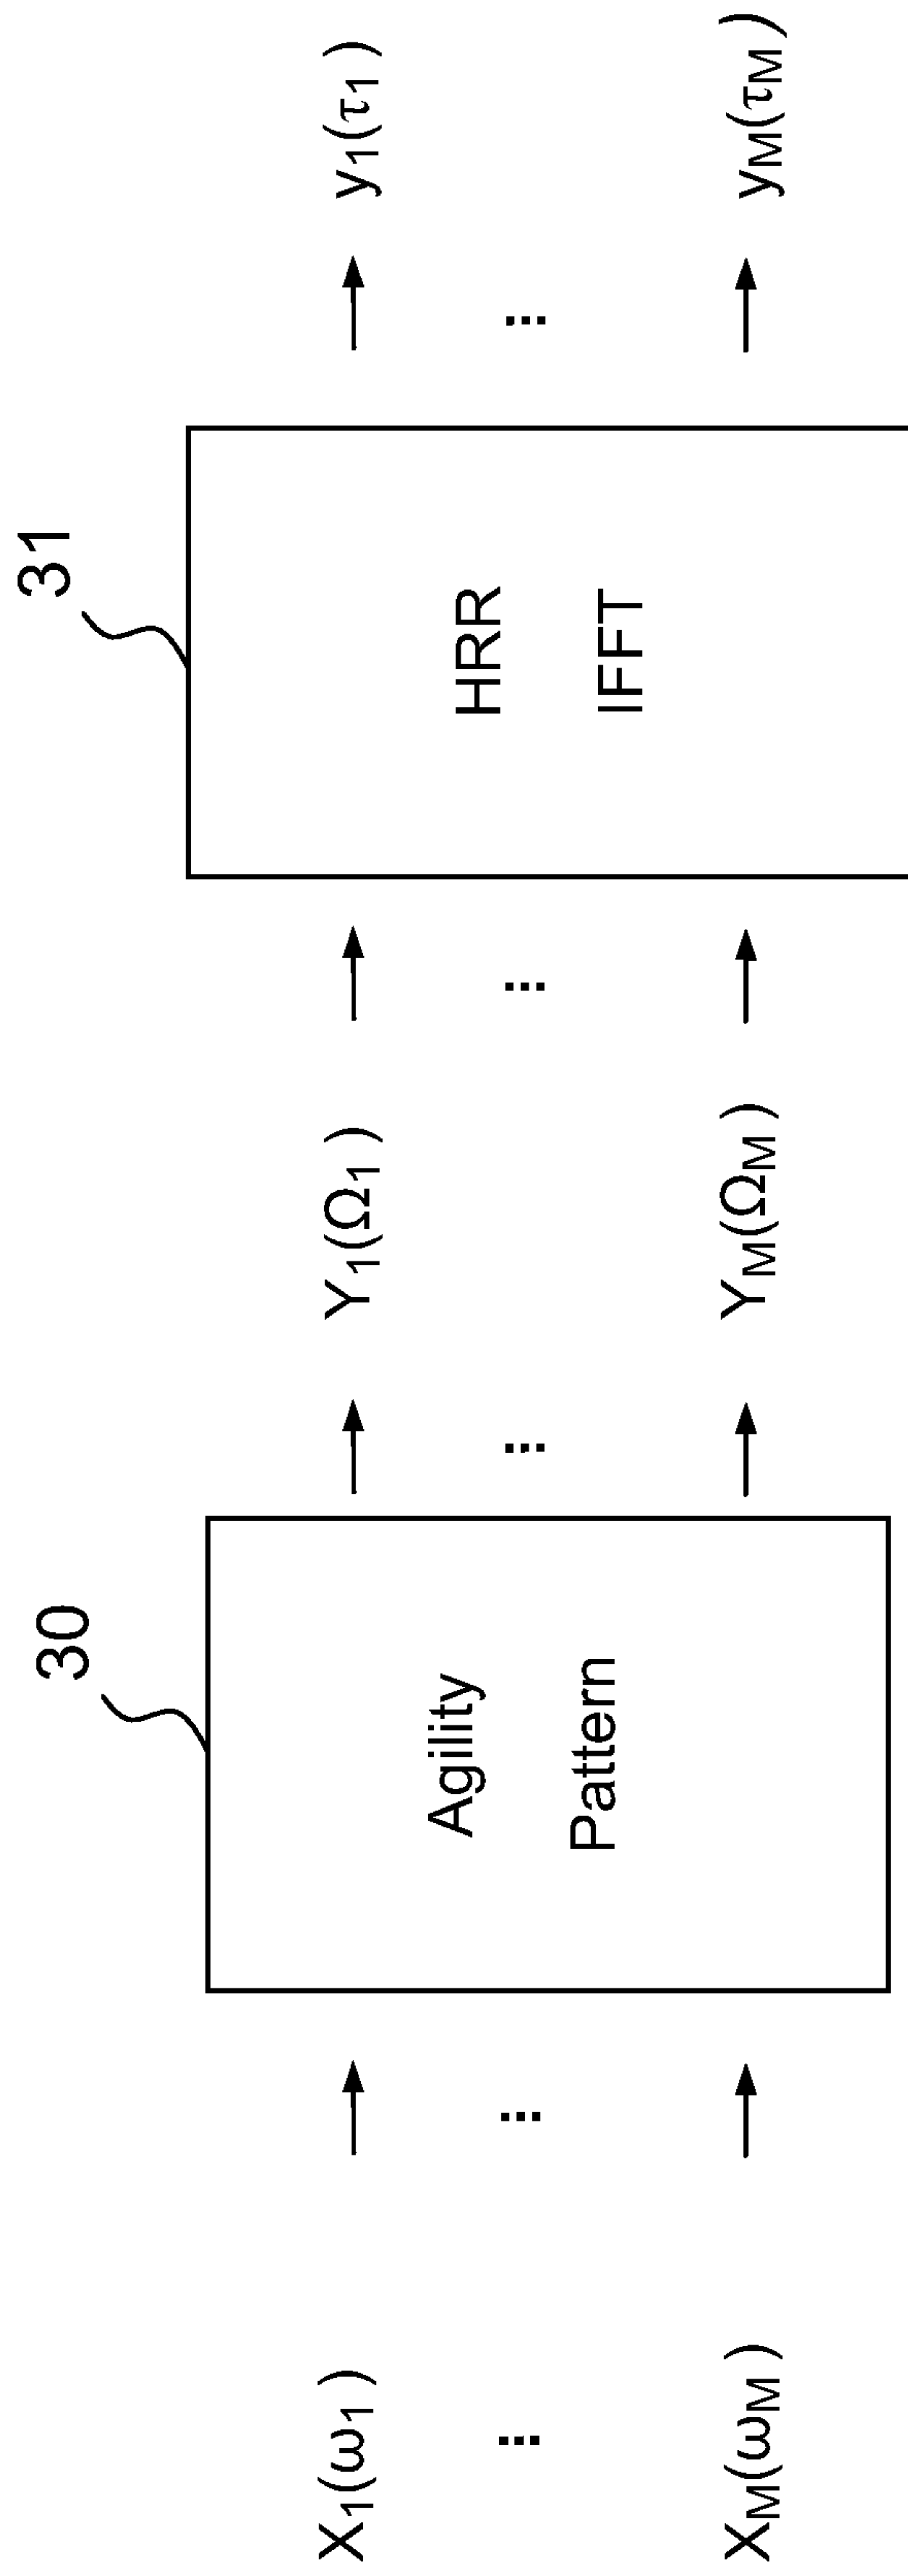 30
31
X1(ω1)
⋮
XM(ωM)
Agility
Pattern
⋮
Y1(Ω1)
YM(ΩM)
⋮
HRR
IFFT
⋮
y1(τ1)
yM(τM)